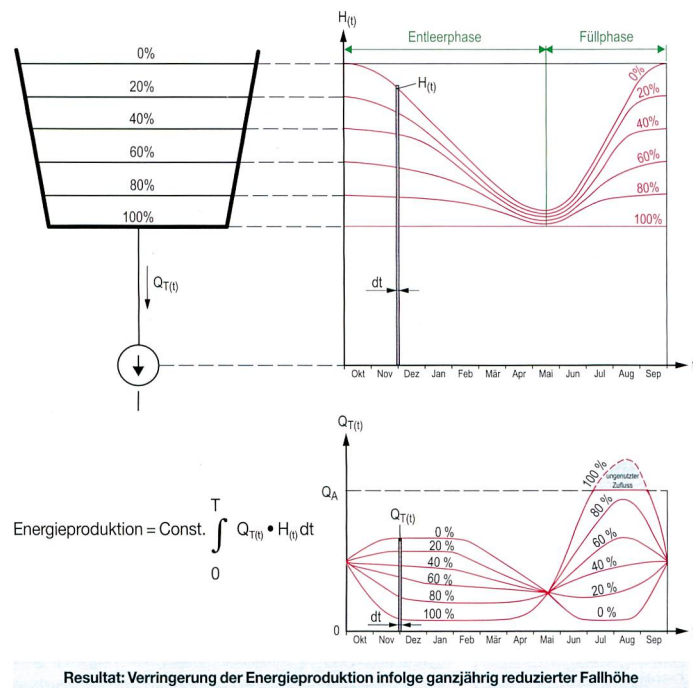 H(t)
Entleerphase
Füllphase
0%
20%
40%
60%
80%
100%
H(t)
0%
20%
40%
60%
80%
100%
QT(t)
dt
Okt Nov Dez Jan Feb Mär Apr Mai Jun Jul Aug Sep
QT(t)
QA
QT(t)
0 %
20 %
40 %
60 %
80 %
100 %
100 %
ungenutzter
Zufluss
80 %
60 %
40 %
20 %
0 %
dt
0
Okt Nov Dez Jan Feb Mär Apr Mai Jun Jul Aug Sep
T
Energieproduktion = Const. ∫ QT(t) • H(t) dt
0
Resultat: Verringerung der Energieproduktion infolge ganzjährig reduzierter Fallhöhe